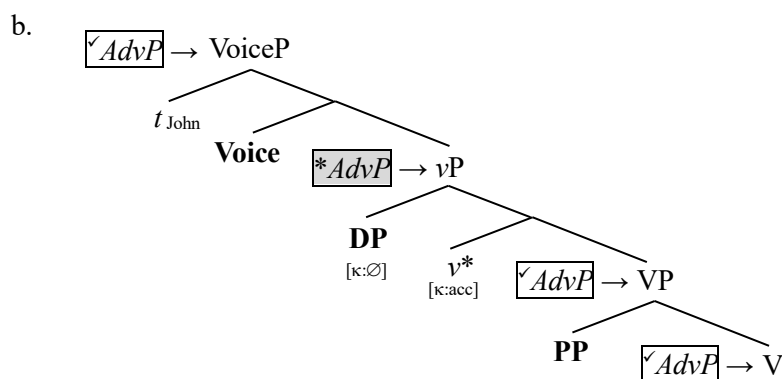 b.
✓AdvP → VoiceP
t John
Voice
*AdvP → vP
DP
[κ:∅]
v*
[κ:acc]
✓AdvP → VP
PP
✓AdvP → V